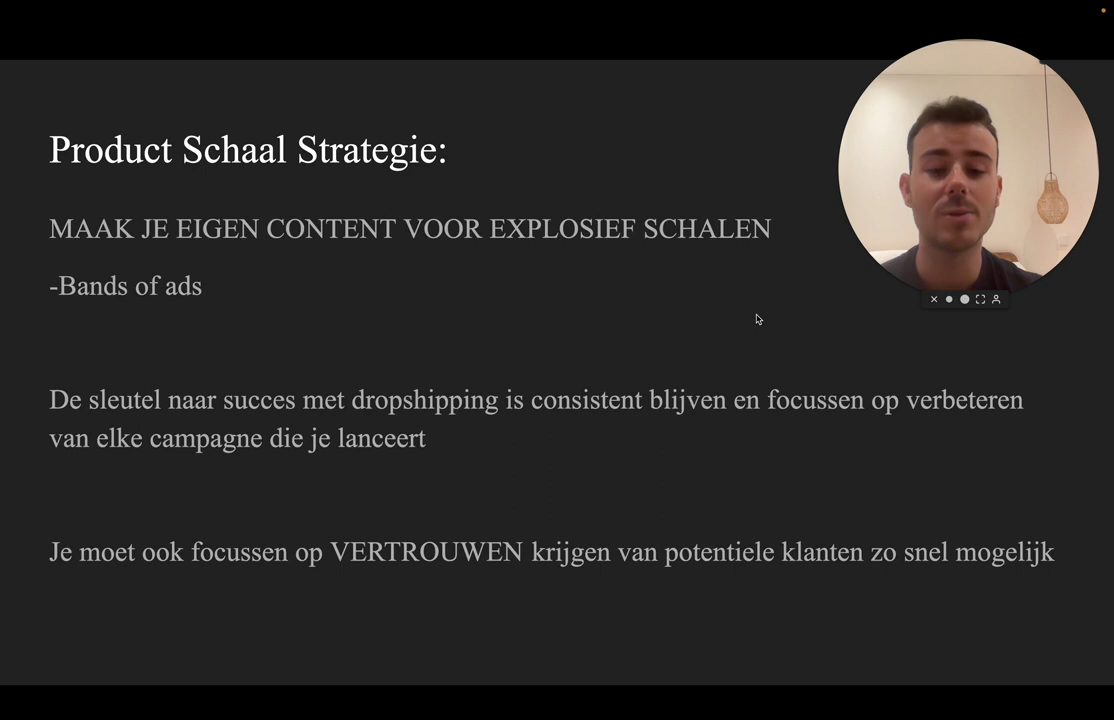 Product Schaal Strategie:
MAAK JE EIGEN CONTENT VOOR EXPLOSIEF SCHALEN
-Bands of ads
De sleutel naar succes met dropshipping is consistent blijven en focussen op verbeteren
van elke campagne die je lanceert
Je moet ook focussen op VERTROUWEN krijgen van potentiele klanten zo snel mogelijk